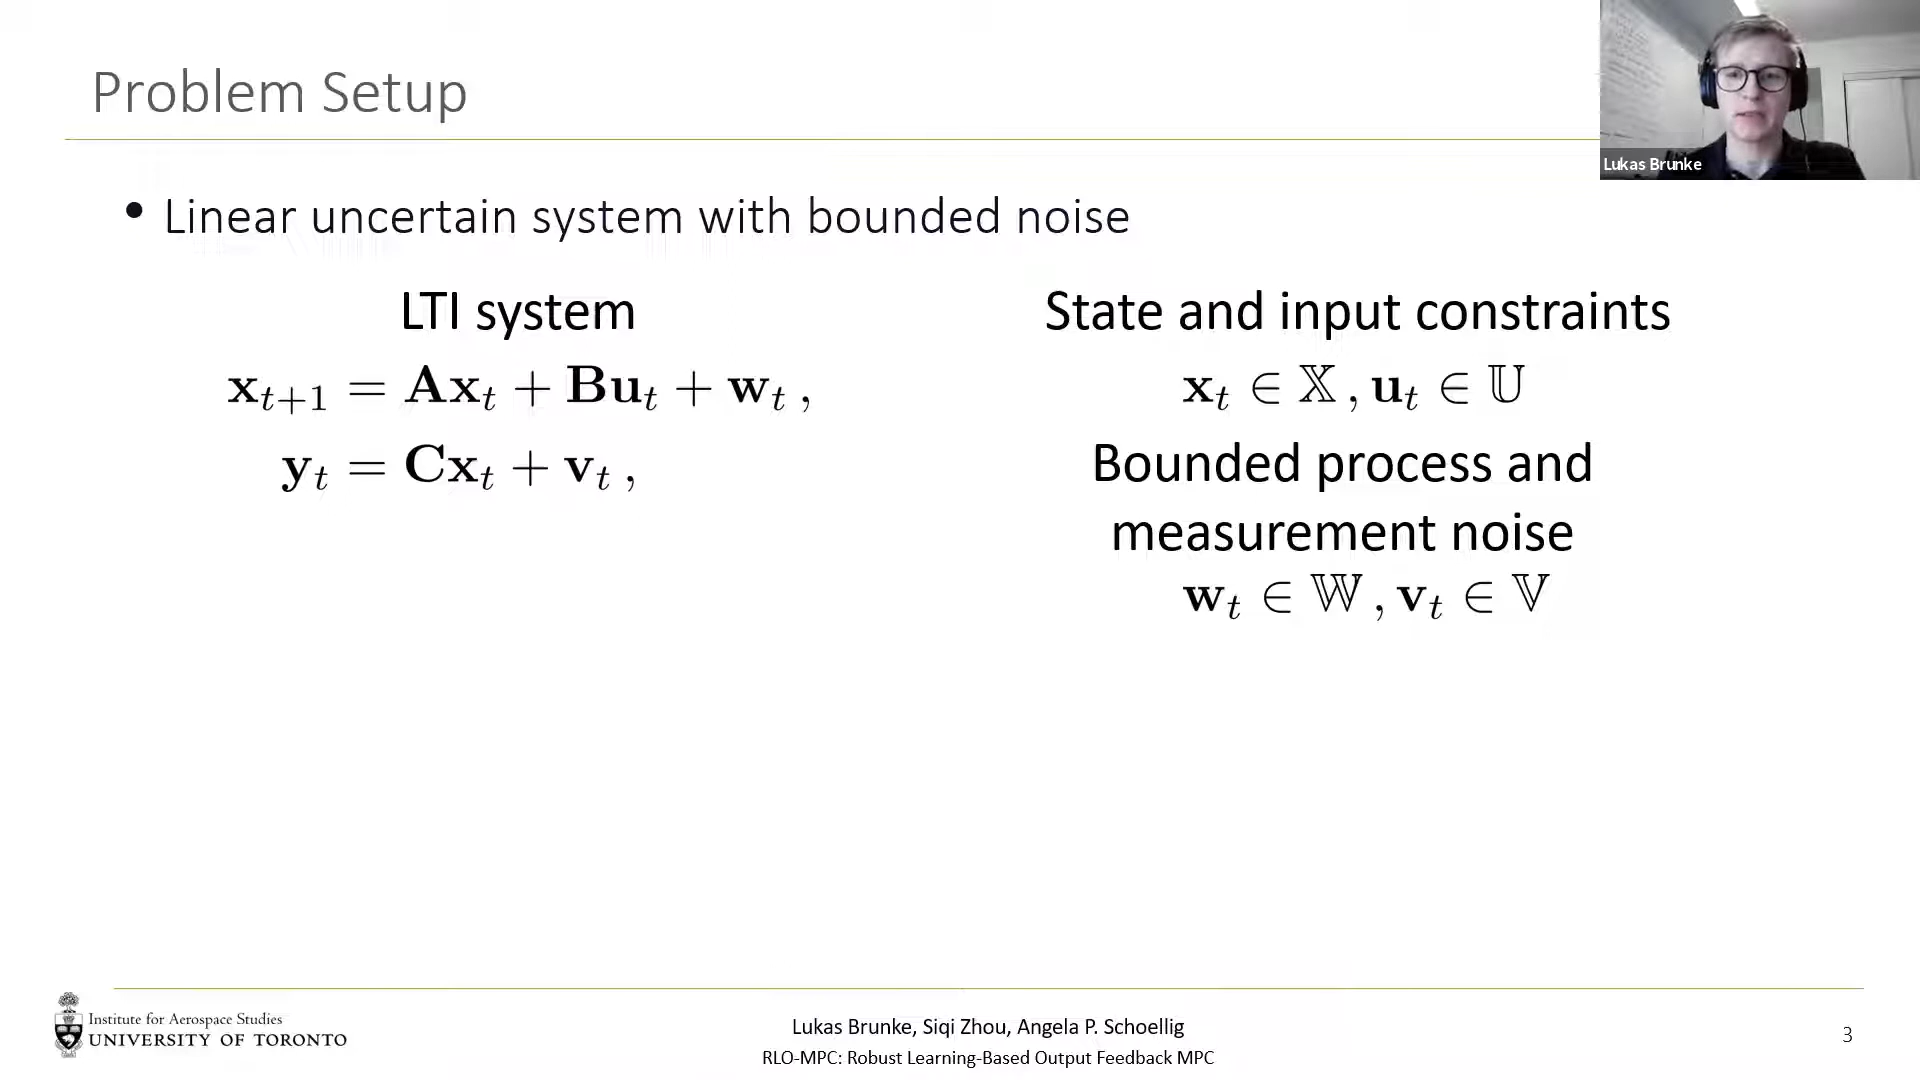 Problem Setup
Lukas Brunke
• Linear uncertain system with bounded noise
LTI system
x_{t+1} = Ax_t + Bu_t + w_t ,
y_t = Cx_t + v_t ,
State and input constraints
x_t ∈ 𝕏 , u_t ∈ 𝕌
Bounded process and
measurement noise
w_t ∈ 𝕎 , v_t ∈ 𝕍
Institute for Aerospace Studies
UNIVERSITY OF TORONTO
Lukas Brunke, Siqi Zhou, Angela P. Schoellig
RLO-MPC: Robust Learning-Based Output Feedback MPC
3